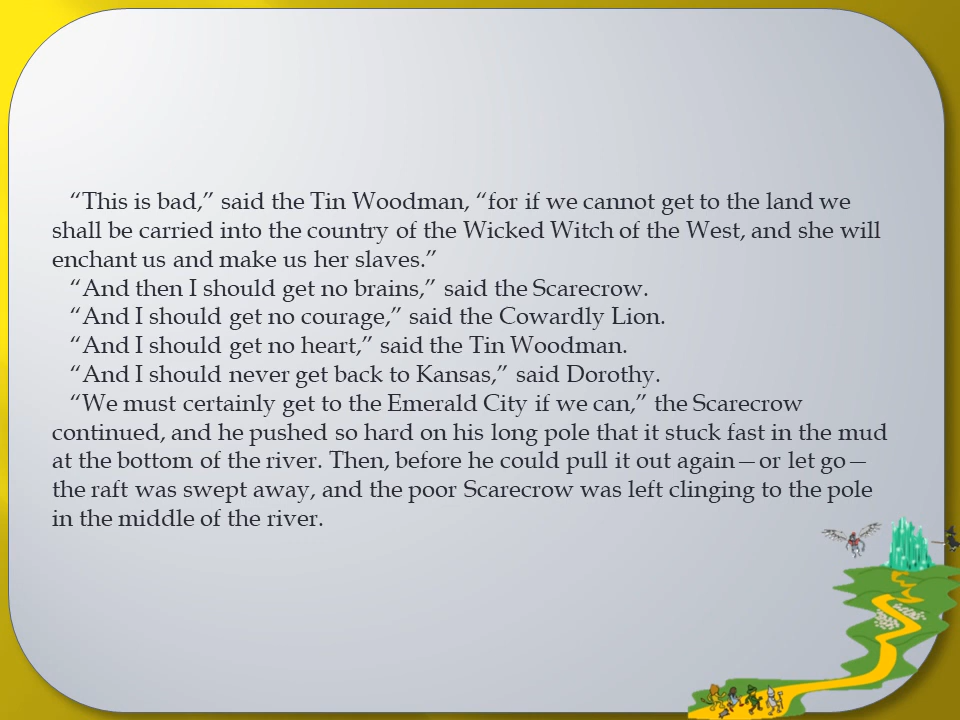 “This is bad,” said the Tin Woodman, “for if we cannot get to the land we
shall be carried into the country of the Wicked Witch of the West, and she will
enchant us and make us her slaves.”
“And then I should get no brains,” said the Scarecrow.
“And I should get no courage,” said the Cowardly Lion.
“And I should get no heart,” said the Tin Woodman.
“And I should never get back to Kansas,” said Dorothy.
“We must certainly get to the Emerald City if we can,” the Scarecrow
continued, and he pushed so hard on his long pole that it stuck fast in the mud
at the bottom of the river. Then, before he could pull it out again—or let go—
the raft was swept away, and the poor Scarecrow was left clinging to the pole
in the middle of the river.